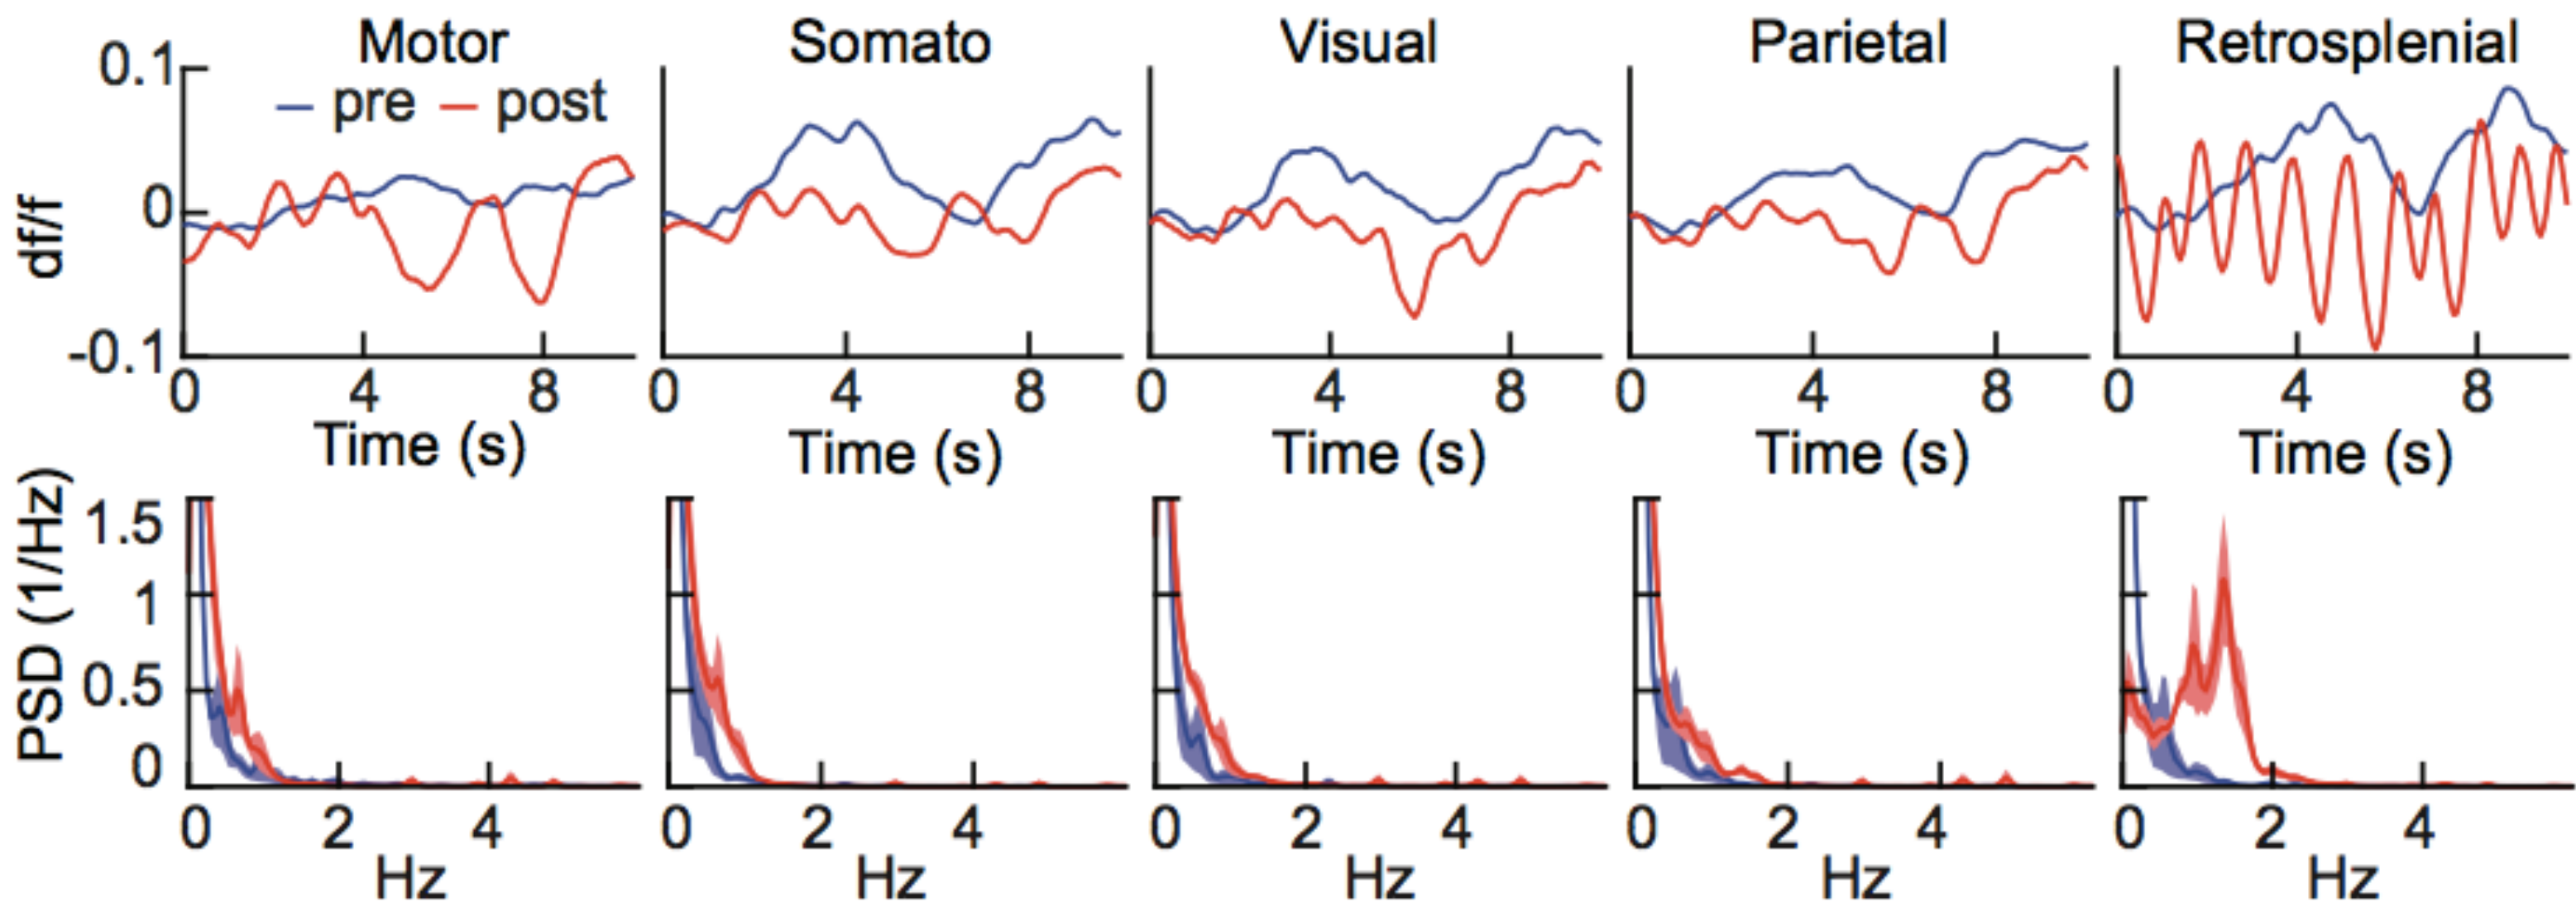 Motor Somato Visual Parietal Retrosplenial
0.1
pre post
df/f
0
-0.1
0 4 8 0 4 8 0 4 8 0 4 8 0 4 8
Time (s) Time (s) Time (s) Time (s) Time (s)
PSD (1/Hz)
1.5
1
0.5
0
0 2 4 0 2 4 0 2 4 0 2 4 0 2 4
Hz Hz Hz Hz Hz